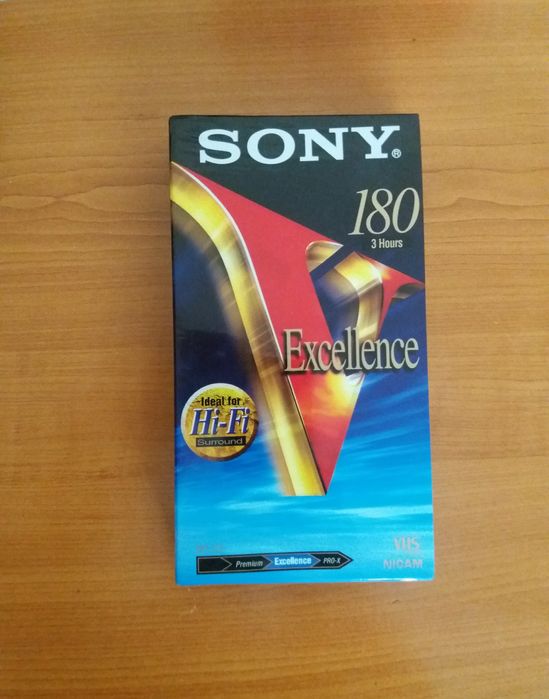 SONY®
180
3 Hours
Excellence
Ideal for
Hi-Fi
Surround
Premium Excellence PRO-X
VHS
NICAM